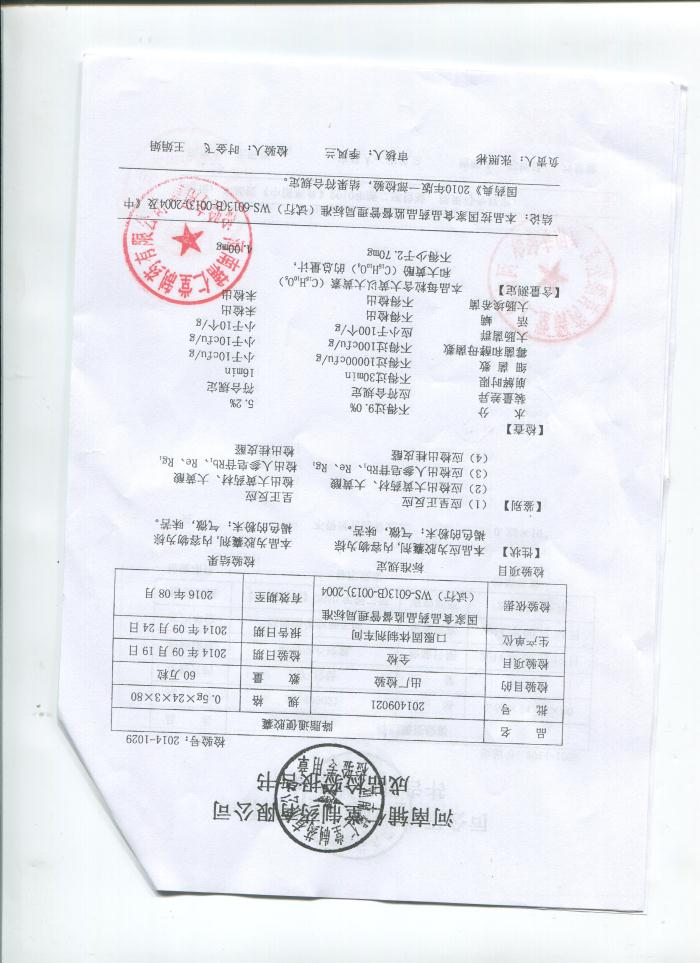 河南辅仁堂制药有限公司
成品检验报告书
检验号：2014-1029
品 名 降脂通便胶囊
批 号 201409021 规 格 0.5g×24×3×80
检验目的 出厂检验 数 量 60万粒
检验项目 全检 检验日期 2014年09月19日
生产单位 口服固体制剂车间 报告日期 2014年09月24日
检验依据 国家食品药品监督管理局标准（试行）WS-6013(B-0013)-2004 有效期至 2016年08月
检验项目 标准规定 检验结果
【性状】 本品应为胶囊剂,内容物为棕 本品为胶囊剂,内容物为棕
褐色的粉末；气微，味苦。 褐色的粉末；气微，味苦。
【鉴别】 （1）应呈正反应 呈正反应
（2）应检出大黄药材、大黄酸 检出大黄药材、大黄酸
（3）应检出人参皂苷Rb₁、Re、Rg₁ 检出人参皂苷Rb₁、Re、Rg₁
（4）应检出桂皮醛 检出桂皮醛
【检查】
水 分 不得过9.0% 5.2%
装量差异 应符合规定 符合规定
崩解时限 不得过30min 16min
细 菌 数 不得过10000cfu/g 小于10cfu/g
霉菌和酵母菌数 不得过100cfu/g 小于10cfu/g
大肠菌群 应小于100个/g 小于10个/g
活 螨 不得检出 未检出
大肠埃希菌 不得检出 未检出
【含量测定】 本品每粒含大黄以大黄素（C₁₅H₁₀O₅）
和大黄酸（C₁₅H₈O₆）的总量计，
不得少于2.70mg 4.00mg
结论：本品按国家食品药品监督管理局标准（试行）WS-6013(B-0013)-2004及《中
国药典》2010年版一部检验，结果符合规定。
负责人：张照彬 审核人：季风兰 检验人：时金飞 王娟娟